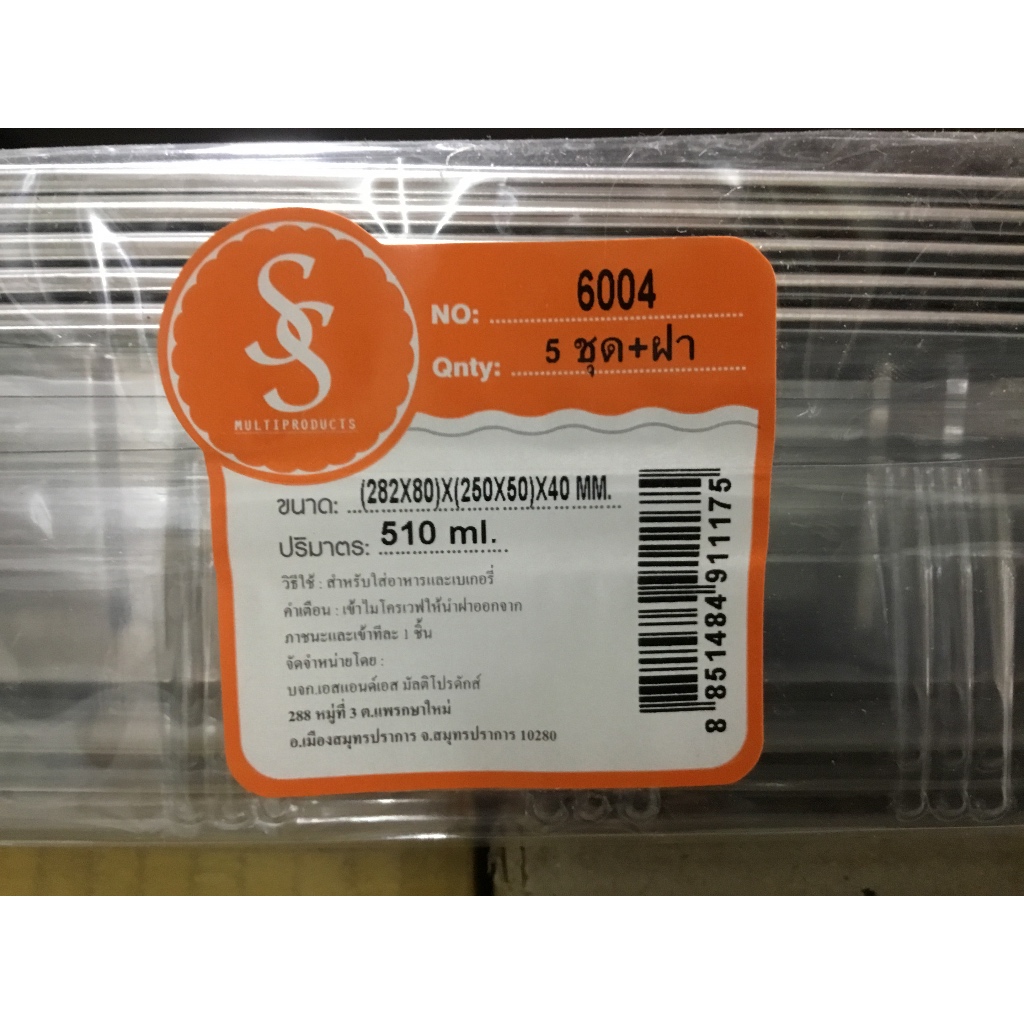 SS
MULTIPRODUCTS
NO: 6004
Qnty: 5 ชุด+ฝา
ขนาด: (282X80)X(250X50)X40 MM.
ปริมาตร: 510 ml.
วิธีใช้ : สำหรับใส่อาหารและเบเกอรี่
คำเตือน : เข้าไมโครเวฟให้นำฝาออกจาก
ภาชนะและเข้าทีละ 1 ชิ้น
จัดจำหน่ายโดย :
บจก.เอสแอนด์เอส มัลติโปรดักส์
288 หมู่ที่ 3 ต.แพรกษาใหม่
อ.เมืองสมุทรปราการ จ.สมุทรปราการ 10280
8 851484 911175